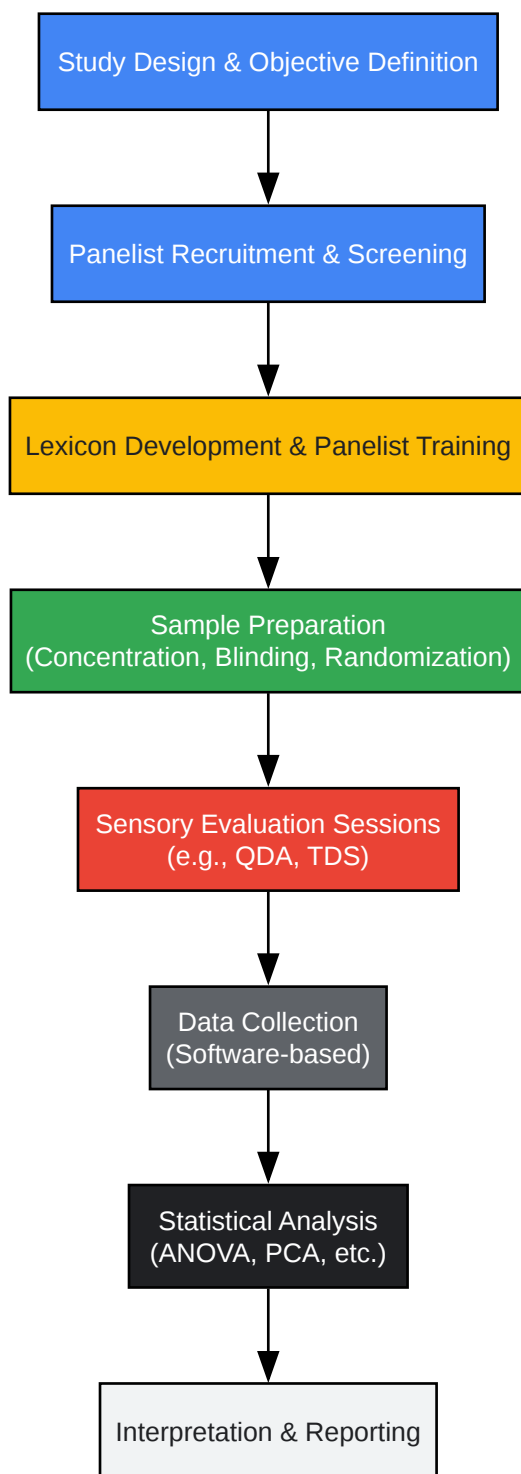 Study Design & Objective Definition
Panelist Recruitment & Screening
Lexicon Development & Panelist Training
Sample Preparation
(Concentration, Blinding, Randomization)
Sensory Evaluation Sessions
(e.g., QDA, TDS)
Data Collection
(Software-based)
Statistical Analysis
(ANOVA, PCA, etc.)
Interpretation & Reporting